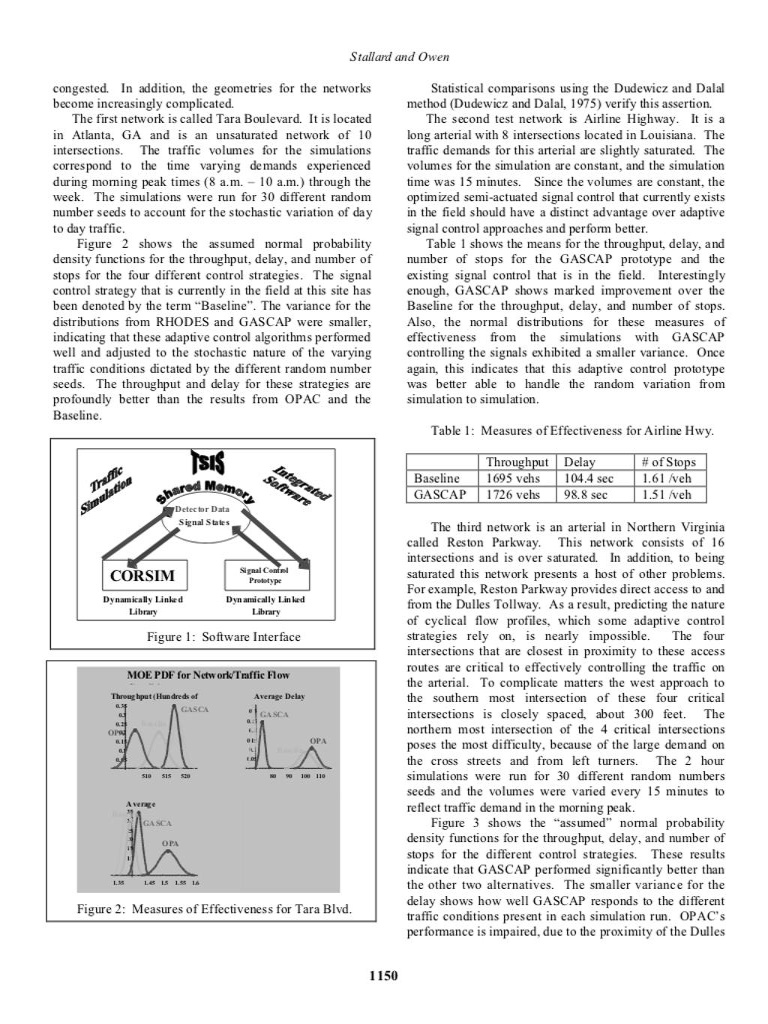 Stallard and Owen
congested. In addition, the geometries for the networks
become increasingly complicated.
The first network is called Tara Boulevard. It is located
in Atlanta, GA and is an unsaturated network of 10
intersections. The traffic volumes for the simulations
correspond to the time varying demands experienced
during morning peak times (8 a.m. – 10 a.m.) through the
week. The simulations were run for 30 different random
number seeds to account for the stochastic variation of day
to day traffic.
Figure 2 shows the assumed normal probability
density functions for the throughput, delay, and number of
stops for the four different control strategies. The signal
control strategy that is currently in the field at this site has
been denoted by the term “Baseline”. The variance for the
distributions from RHODES and GASCAP were smaller,
indicating that these adaptive control algorithms performed
well and adjusted to the stochastic nature of the varying
traffic conditions dictated by the different random number
seeds. The throughput and delay for these strategies are
profoundly better than the results from OPAC and the
Baseline.
TSIS
Traffic
Simulation
Shared Memory
Integrated
Software
Detector Data
Signal States
CORSIM
Signal Control
Prototype
Dynamically Linked
Library
Dynamically Linked
Library
Figure 1: Software Interface
MOE PDF for Network/Traffic Flow
Throughput (Hundreds of
GASCA
510 515 520
Average Delay
GASCA
OPA
80 90 100 110
Average
GASCA
OPA
1.35 1.45 1.5 1.55 1.6
Figure 2: Measures of Effectiveness for Tara Blvd.
Statistical comparisons using the Dudewicz and Dalal
method (Dudewicz and Dalal, 1975) verify this assertion.
The second test network is Airline Highway. It is a
long arterial with 8 intersections located in Louisiana. The
traffic demands for this arterial are slightly saturated. The
volumes for the simulation are constant, and the simulation
time was 15 minutes. Since the volumes are constant, the
optimized semi-actuated signal control that currently exists
in the field should have a distinct advantage over adaptive
signal control approaches and perform better.
Table 1 shows the means for the throughput, delay, and
number of stops for the GASCAP prototype and the
existing signal control that is in the field. Interestingly
enough, GASCAP shows marked improvement over the
Baseline for the throughput, delay, and number of stops.
Also, the normal distributions for these measures of
effectiveness from the simulations with GASCAP
controlling the signals exhibited a smaller variance. Once
again, this indicates that this adaptive control prototype
was better able to handle the random variation from
simulation to simulation.
Table 1: Measures of Effectiveness for Airline Hwy.
Throughput Delay # of Stops
Baseline 1695 vehs 104.4 sec 1.61 /veh
GASCAP 1726 vehs 98.8 sec 1.51 /veh
The third network is an arterial in Northern Virginia
called Reston Parkway. This network consists of 16
intersections and is over saturated. In addition, to being
saturated this network presents a host of other problems.
For example, Reston Parkway provides direct access to and
from the Dulles Tollway. As a result, predicting the nature
of cyclical flow profiles, which some adaptive control
strategies rely on, is nearly impossible. The four
intersections that are closest in proximity to these access
routes are critical to effectively controlling the traffic on
the arterial. To complicate matters the west approach to
the southern most intersection of these four critical
intersections is closely spaced, about 300 feet. The
northern most intersection of the 4 critical intersections
poses the most difficulty, because of the large demand on
the cross streets and from left turners. The 2 hour
simulations were run for 30 different random numbers
seeds and the volumes were varied every 15 minutes to
reflect traffic demand in the morning peak.
Figure 3 shows the “assumed” normal probability
density functions for the throughput, delay, and number of
stops for the different control strategies. These results
indicate that GASCAP performed significantly better than
the other two alternatives. The smaller variance for the
delay shows how well GASCAP responds to the different
traffic conditions present in each simulation run. OPAC’s
performance is impaired, due to the proximity of the Dulles
1150